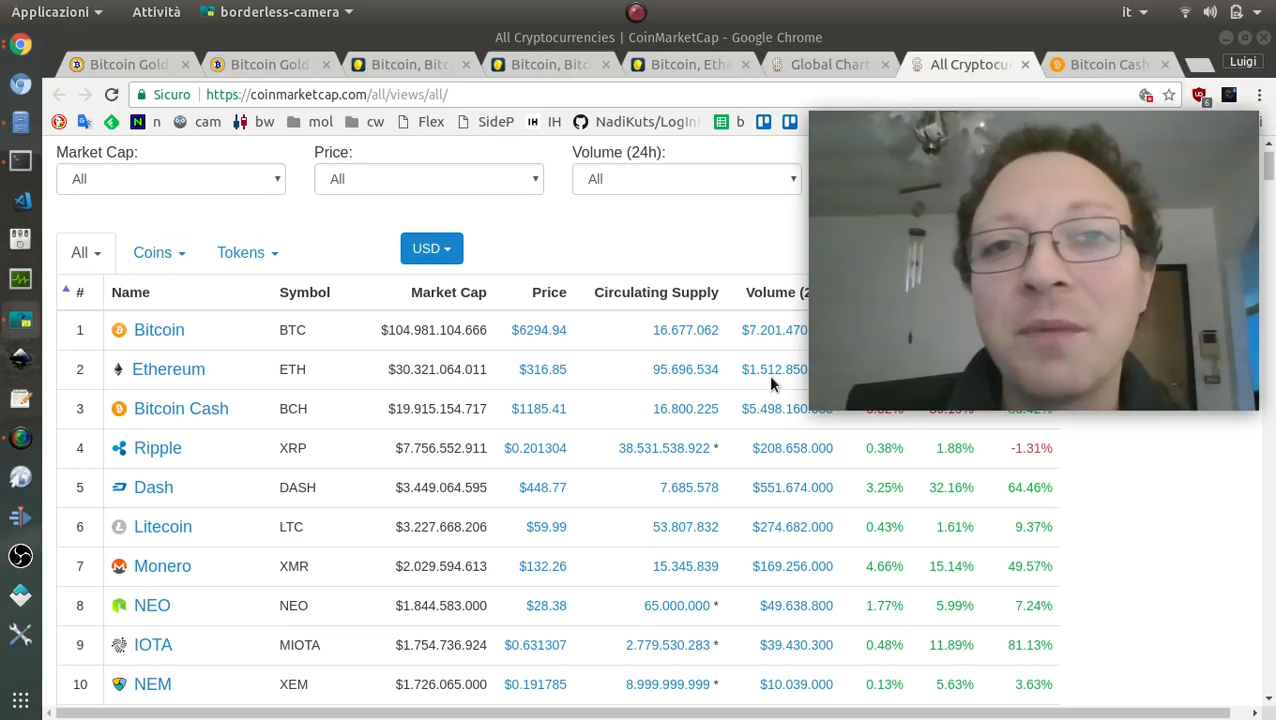 Applicazioni Attività borderless-camera it
All Cryptocurrencies | CoinMarketCap - Google Chrome
Bitcoin Gold Bitcoin Gold Bitcoin, Bitc Bitcoin, Bitc Bitcoin, Ethe Global Chart All Cryptocur Bitcoin Cash Luigi
Sicuro https://coinmarketcap.com/all/views/all/ 6
n cam bw mol cw Flex SideP IH IH NadiKuts/LogIn b
Market Cap: Price: Volume (24h):
All All All
All Coins Tokens USD
# Name Symbol Market Cap Price Circulating Supply Volume (2
1 Bitcoin BTC $104.981.104.666 $6294.94 16.677.062 $7.201.470
2 Ethereum ETH $30.321.064.011 $316.85 95.696.534 $1.512.850
3 Bitcoin Cash BCH $19.915.154.717 $1185.41 16.800.225 $5.498.160
4 Ripple XRP $7.756.552.911 $0.201304 38.531.538.922 * $208.658.000 0.38% 1.88% -1.31%
5 Dash DASH $3.449.064.595 $448.77 7.685.578 $551.674.000 3.25% 32.16% 64.46%
6 Litecoin LTC $3.227.668.206 $59.99 53.807.832 $274.682.000 0.43% 1.61% 9.37%
7 Monero XMR $2.029.594.613 $132.26 15.345.839 $169.256.000 4.66% 15.14% 49.57%
8 NEO NEO $1.844.583.000 $28.38 65.000.000 * $49.638.800 1.77% 5.99% 7.24%
9 IOTA MIOTA $1.754.736.924 $0.631307 2.779.530.283 * $39.430.300 0.48% 11.89% 81.13%
10 NEM XEM $1.726.065.000 $0.191785 8.999.999.999 * $10.039.000 0.13% 5.63% 3.63%